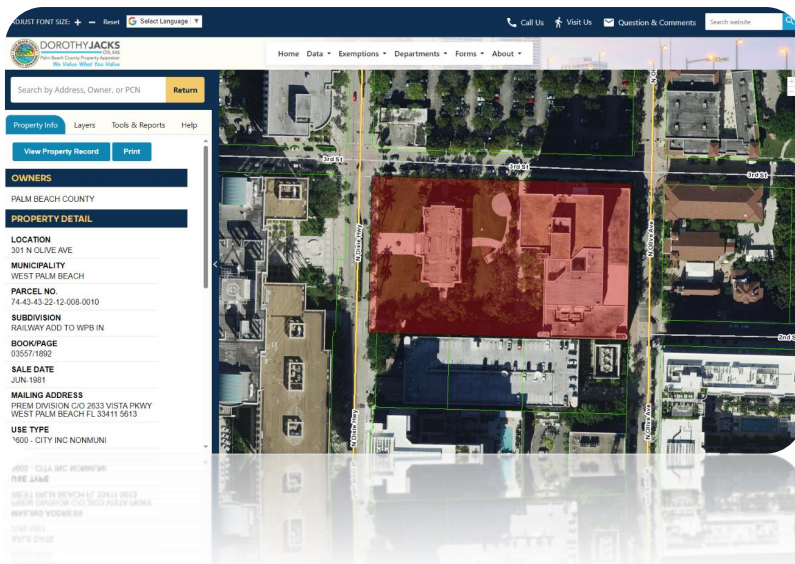 ADJUST FONT SIZE: + − Reset G Select Language ▼
Call Us Visit Us Question & Comments Search website
DOROTHYJACKS
CFA, AAS
Palm Beach County Property Appraiser
We Value What You Value
Home Data Exemptions Departments Forms About
Search by Address, Owner, or PCN Return
Property Info Layers Tools & Reports Help
View Property Record Print
OWNERS
PALM BEACH COUNTY
PROPERTY DETAIL
LOCATION
301 N OLIVE AVE
MUNICIPALITY
WEST PALM BEACH
PARCEL NO.
74-43-43-22-12-008-0010
SUBDIVISION
RAILWAY ADD TO WPB IN
BOOK/PAGE
03557/1892
SALE DATE
JUN-1981
MAILING ADDRESS
PREM DIVISION C/O 2633 VISTA PKWY
WEST PALM BEACH FL 33411 5613
USE TYPE
2600 - CITY INC NONMUNI
N Ol
3rd St
3rd St
3rd St
N Dixie Hwy
N Olive Ave
2nd S
N Dixie Hwy
N Olive Ave